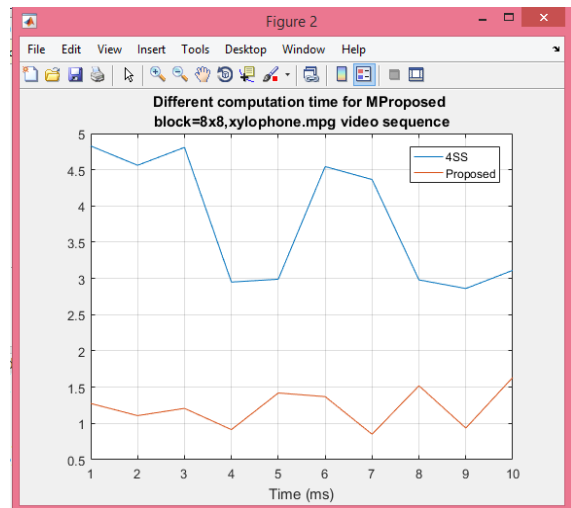 Figure 2
File Edit View Insert Tools Desktop Window Help
Different computation time for MProposed
block=8x8,xylophone.mpg video sequence
4SS
Proposed
5
4.5
4
3.5
3
2.5
2
1.5
1
0.5
1 2 3 4 5 6 7 8 9 10
Time (ms)